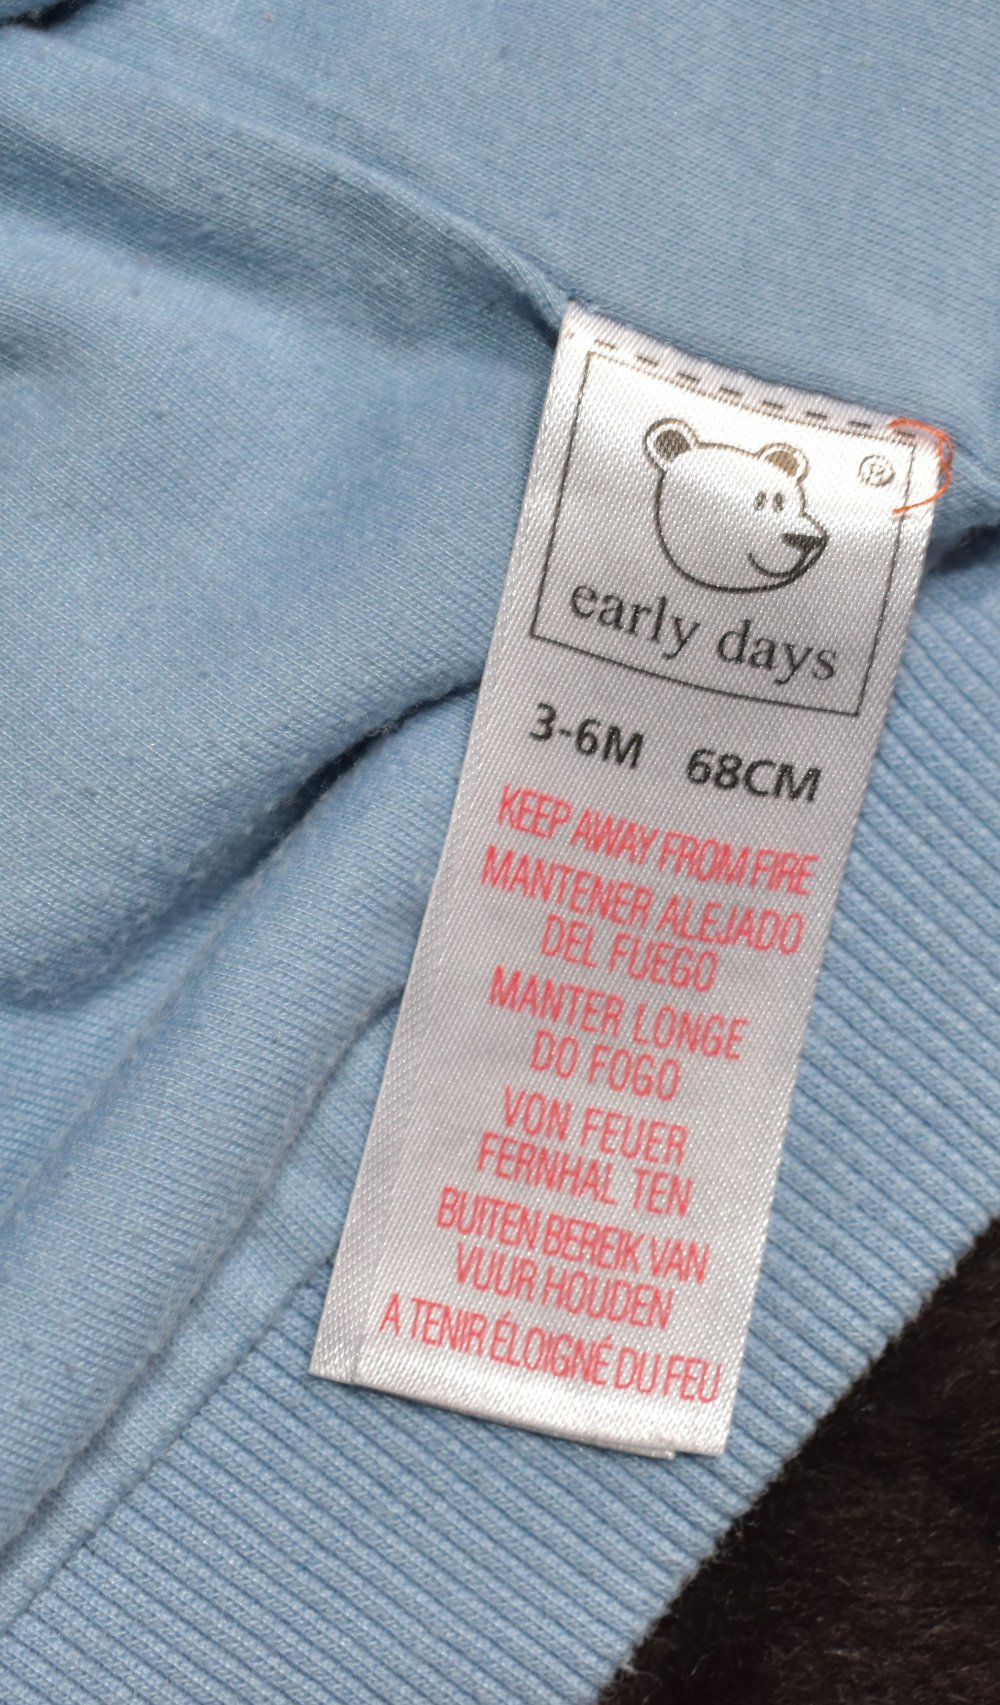 ®
early days
3-6M 68CM
KEEP AWAY FROM FIRE
MANTENER ALEJADO
DEL FUEGO
MANTER LONGE
DO FOGO
VON FEUER
FERNHAL TEN
BUITEN BEREIK VAN
VUUR HOUDEN
A TENIR ÉLOIGNÉ DU FEU